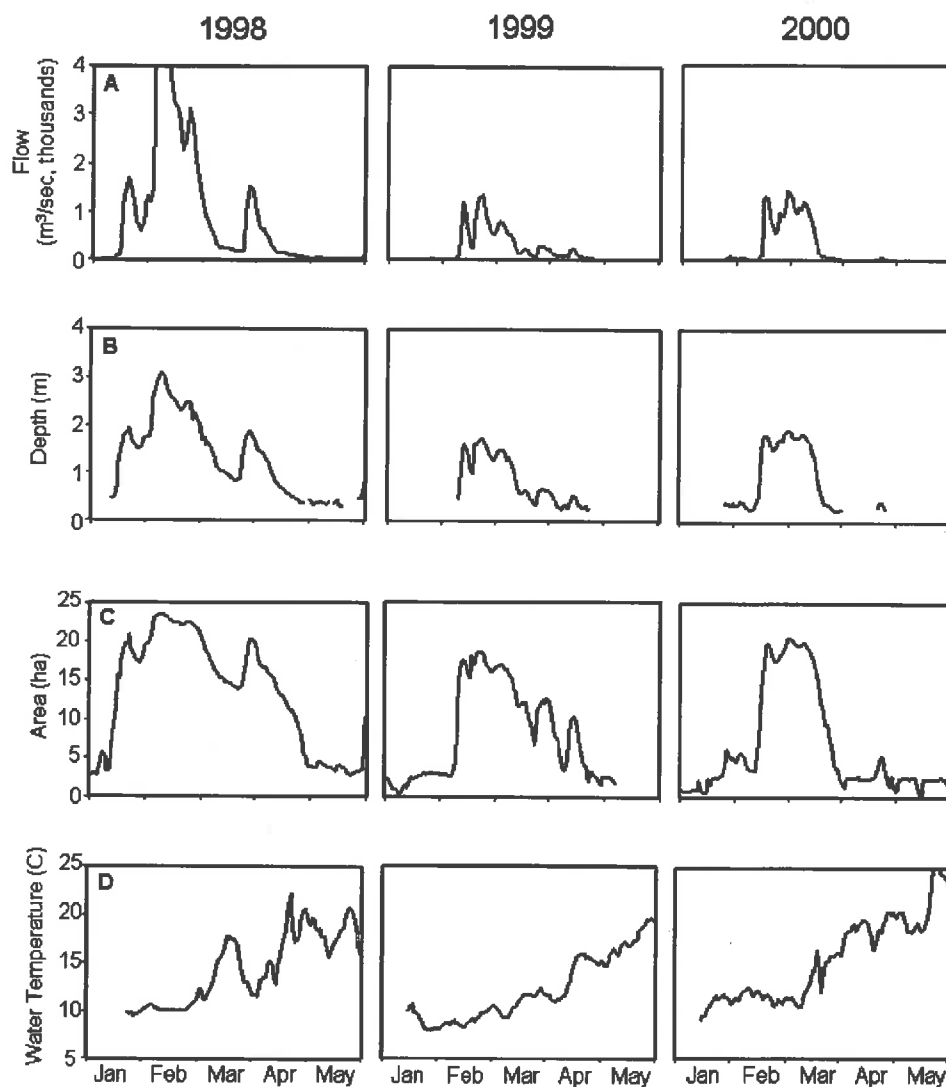 1998 1999 2000
A
Flow
(m³/sec, thousands)
4
3
2
1
0
B
Depth (m)
4
3
2
1
0
C
Area (ha)
25
20
15
10
5
0
D
Water Temperature (C)
25
20
15
10
5
Jan Feb Mar Apr May Jan Feb Mar Apr May Jan Feb Mar Apr May